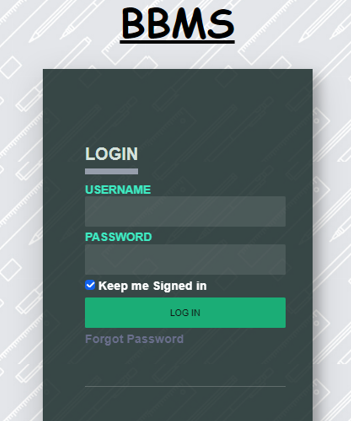 BBMS
LOGIN
USERNAME
PASSWORD
Keep me Signed in
LOG IN
Forgot Password